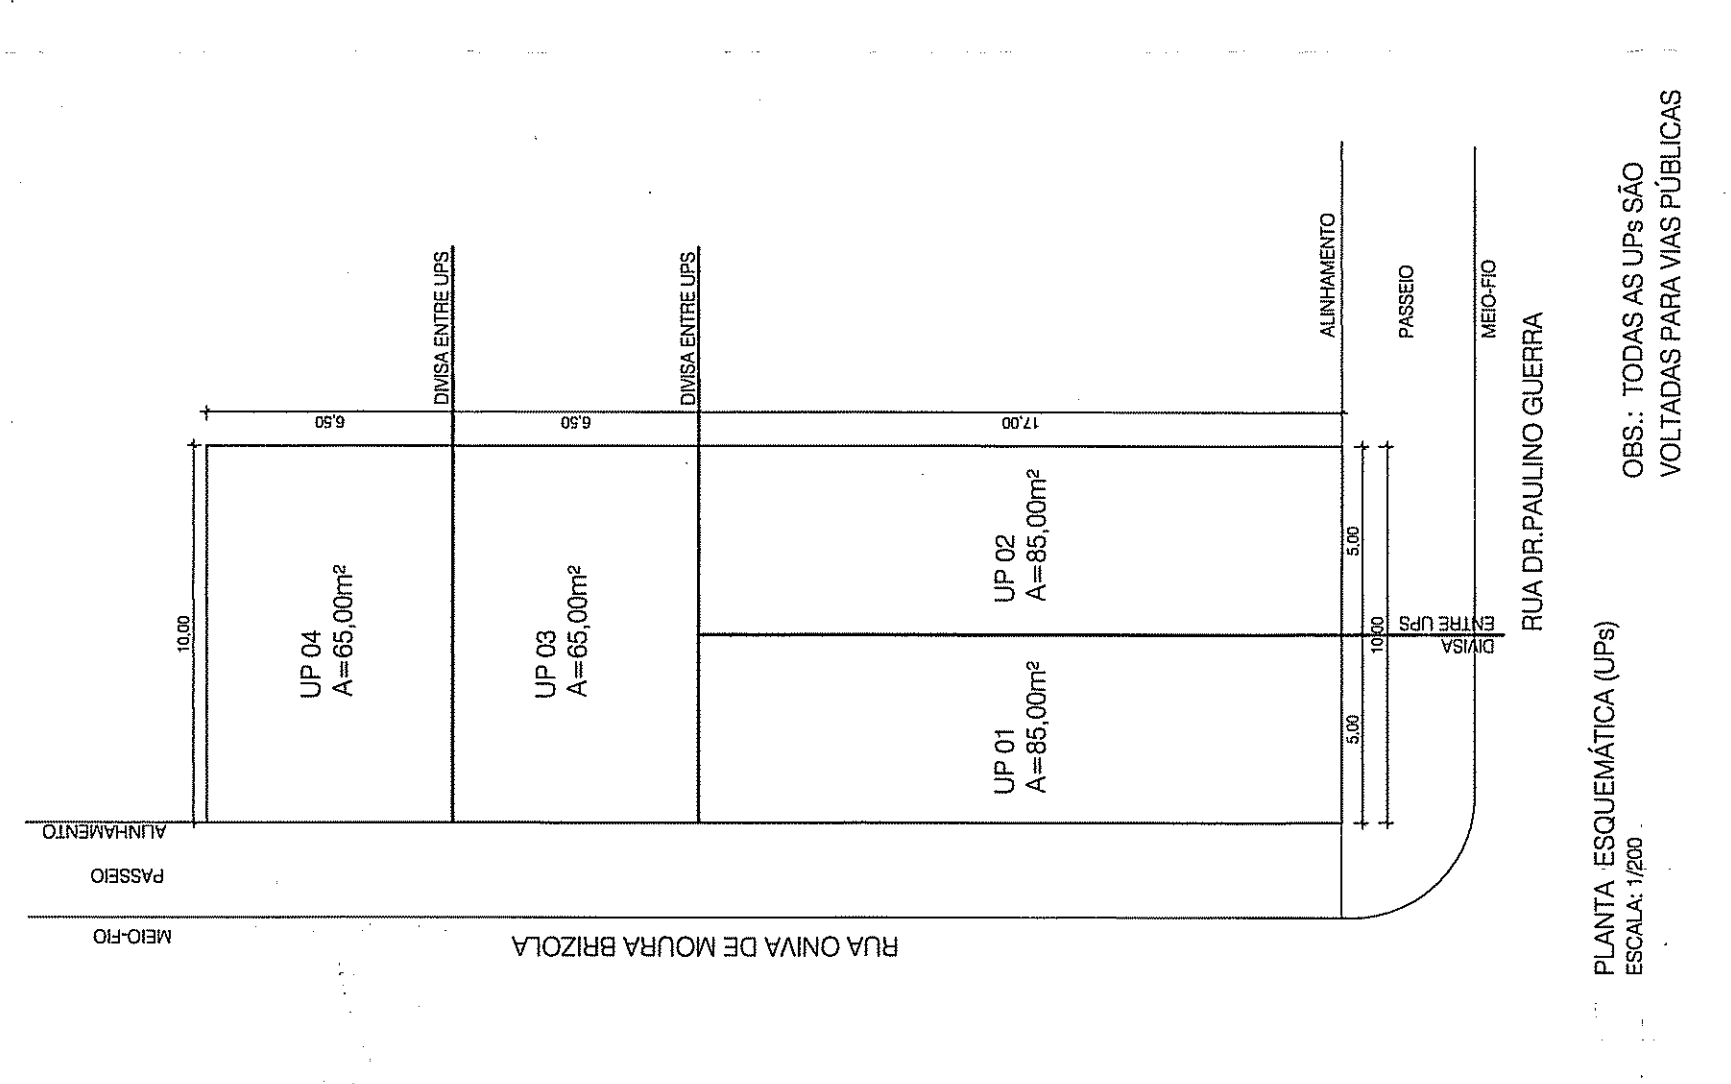 10,00
UP 04
A=65,00m²
6,50
DIVISA ENTRE UPS
UP 03
A=65,00m²
6,50
DIVISA ENTRE UPS
UP 01
A=85,00m²
UP 02
A=85,00m²
17,00
5,00
5,00
10,00
DIVISA
ENTRE UPS
ALINHAMENTO
PASSEIO
MEIO-FIO
ALINHAMENTO
PASSEIO
MEIO-FIO
RUA ONIVA DE MOURA BRIZOLA
RUA DR.PAULINO GUERRA
PLANTA ESQUEMÁTICA (UPs)
ESCALA: 1/200
OBS.: TODAS AS UPs SÃO
VOLTADAS PARA VIAS PÚBLICAS